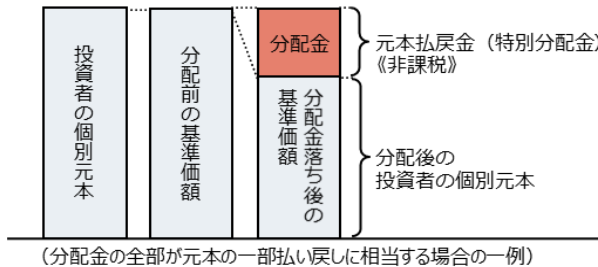 投資者の個別元本
分配前の基準価額
分配金
分配金落ち後の
基準価額
元本払戻金（特別分配金）
《非課税》
分配後の
投資者の個別元本
（分配金の全部が元本の一部払い戻しに相当する場合の一例）